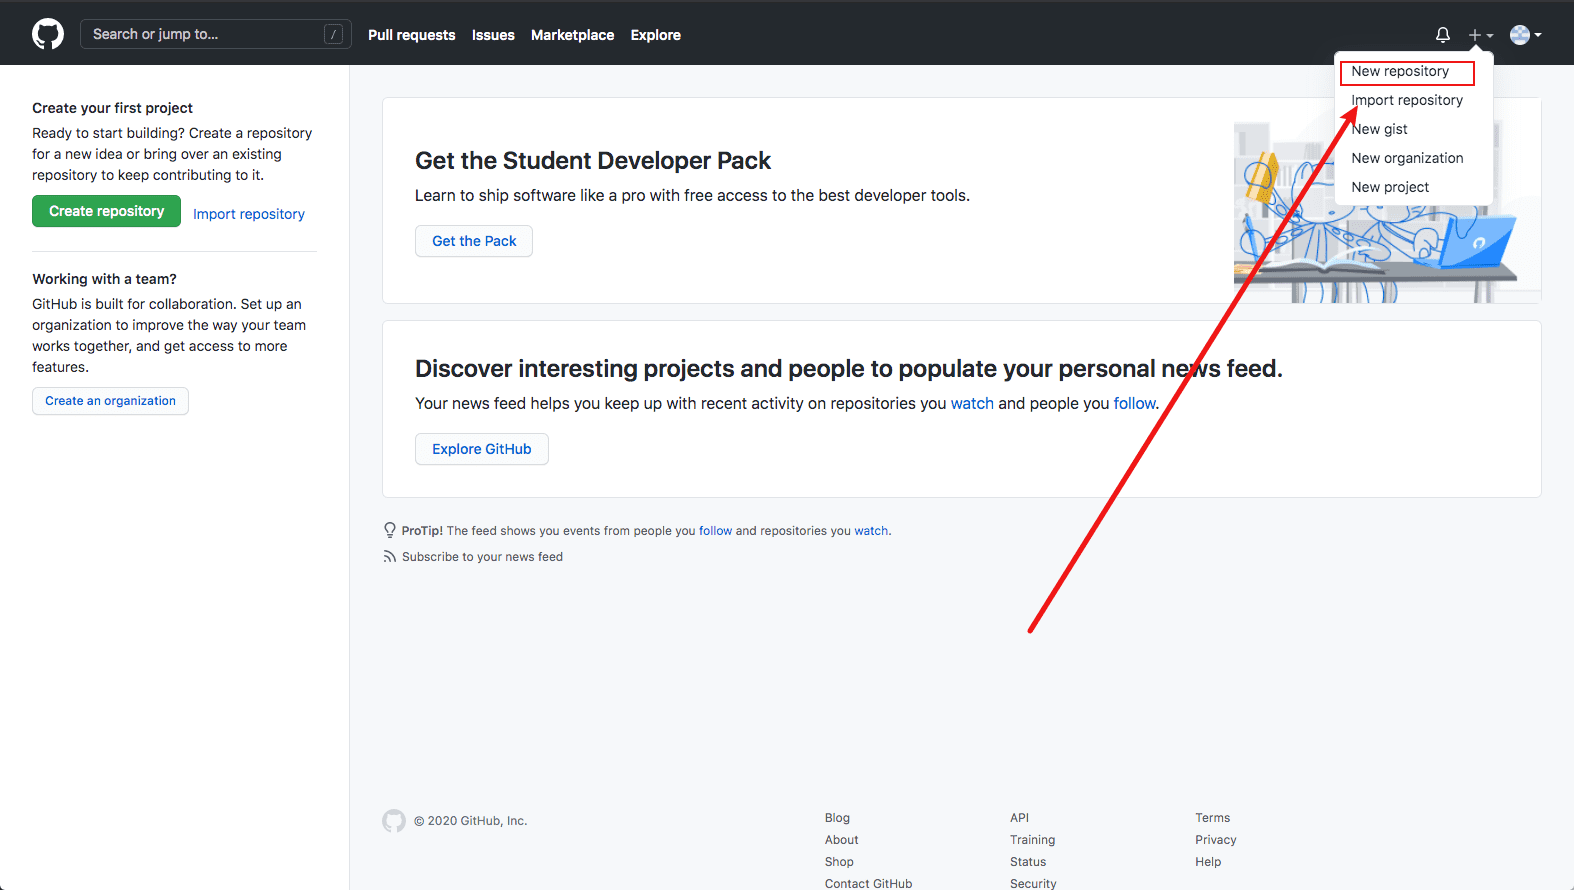 Search or jump to...
/
Pull requests
Issues
Marketplace
Explore
New repository
Import repository
New gist
New organization
New project
Create your first project
Ready to start building? Create a repository
for a new idea or bring over an existing
repository to keep contributing to it.
Create repository
Import repository
Working with a team?
GitHub is built for collaboration. Set up an
organization to improve the way your team
works together, and get access to more
features.
Create an organization
Get the Student Developer Pack
Learn to ship software like a pro with free access to the best developer tools.
Get the Pack
Discover interesting projects and people to populate your personal news feed.
Your news feed helps you keep up with recent activity on repositories you watch and people you follow.
Explore GitHub
ProTip! The feed shows you events from people you follow and repositories you watch.
Subscribe to your news feed
© 2020 GitHub, Inc.
Blog
About
Shop
Contact GitHub
API
Training
Status
Security
Terms
Privacy
Help